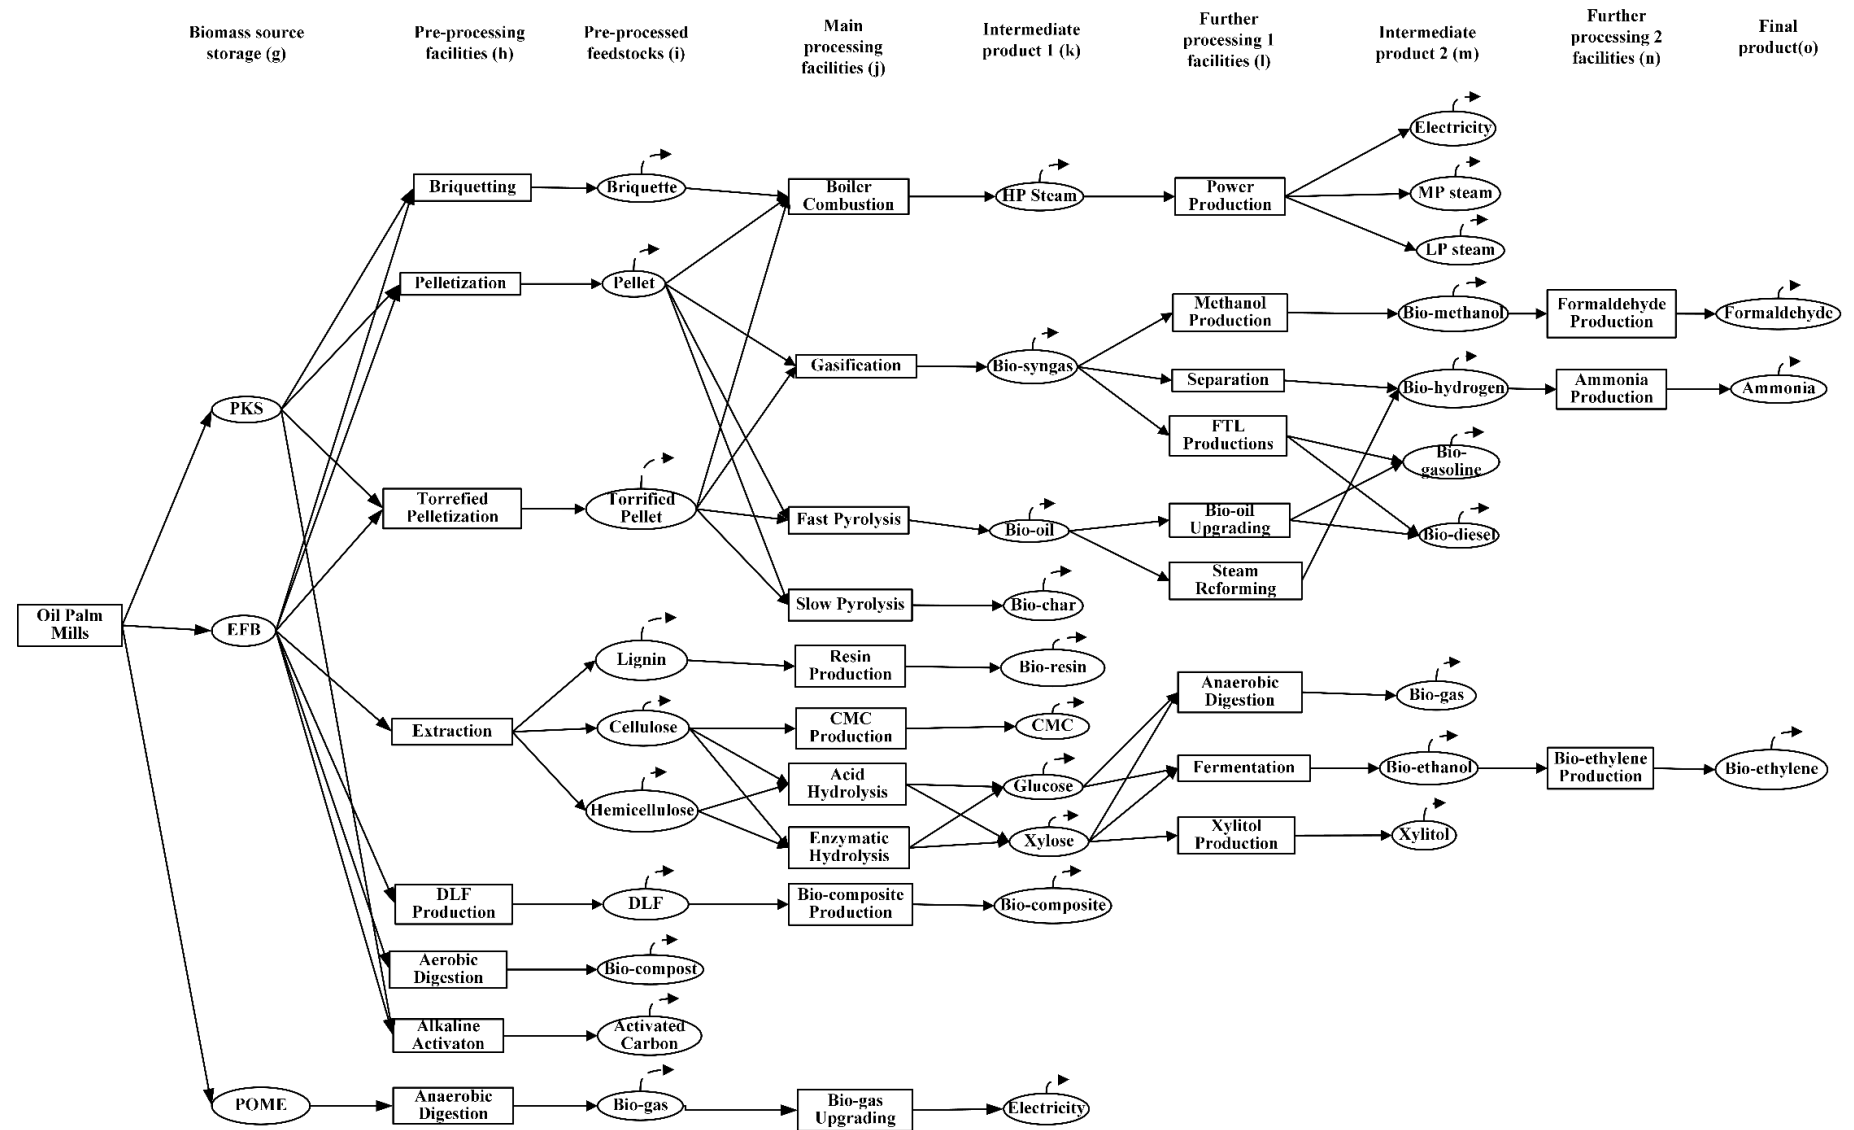 Biomass source
storage (g)
Pre-processing
facilities (h)
Pre-processed
feedstocks (i)
Main
processing
facilities (j)
Intermediate
product 1 (k)
Further
processing 1
facilities (l)
Intermediate
product 2 (m)
Further
processing 2
facilities (n)
Final
product(o)
Oil Palm
Mills
PKS
EFB
POME
Briquetting
Pelletization
Torrefied
Pelletization
Extraction
DLF
Production
Aerobic
Digestion
Alkaline
Activaton
Anaerobic
Digestion
Briquette
Pellet
Torrified
Pellet
Lignin
Cellulose
Hemicellulose
DLF
Bio-compost
Activated
Carbon
Bio-gas
Boiler
Combustion
Gasification
Fast Pyrolysis
Slow Pyrolysis
Resin
Production
CMC
Production
Acid
Hydrolysis
Enzymatic
Hydrolysis
Bio-composite
Production
Bio-gas
Upgrading
HP Steam
Bio-syngas
Bio-oil
Bio-char
Bio-resin
CMC
Glucose
Xylose
Bio-composite
Electricity
Power
Production
Methanol
Production
Separation
FTL
Productions
Bio-oil
Upgrading
Steam
Reforming
Anaerobic
Digestion
Fermentation
Xylitol
Production
Electricity
MP steam
LP steam
Bio-methanol
Bio-hydrogen
Bio-
gasoline
Bio-diesel
Bio-gas
Bio-ethanol
Xylitol
Formaldehyde
Production
Ammonia
Production
Bio-ethylene
Production
Formaldehyde
Ammonia
Bio-ethylene